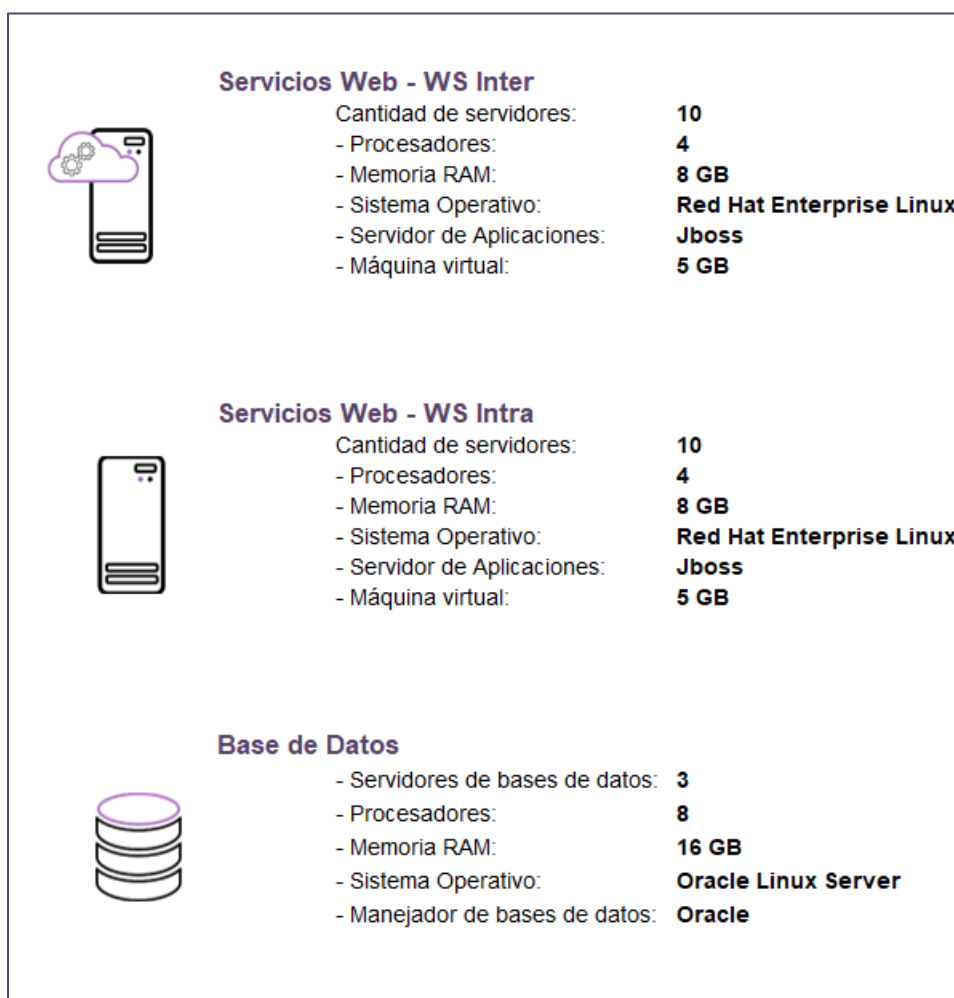 Servicios Web - WS Inter
Cantidad de servidores: 10
- Procesadores: 4
- Memoria RAM: 8 GB
- Sistema Operativo: Red Hat Enterprise Linux
- Servidor de Aplicaciones: Jboss
- Máquina virtual: 5 GB
Servicios Web - WS Intra
Cantidad de servidores: 10
- Procesadores: 4
- Memoria RAM: 8 GB
- Sistema Operativo: Red Hat Enterprise Linux
- Servidor de Aplicaciones: Jboss
- Máquina virtual: 5 GB
Base de Datos
- Servidores de bases de datos: 3
- Procesadores: 8
- Memoria RAM: 16 GB
- Sistema Operativo: Oracle Linux Server
- Manejador de bases de datos: Oracle